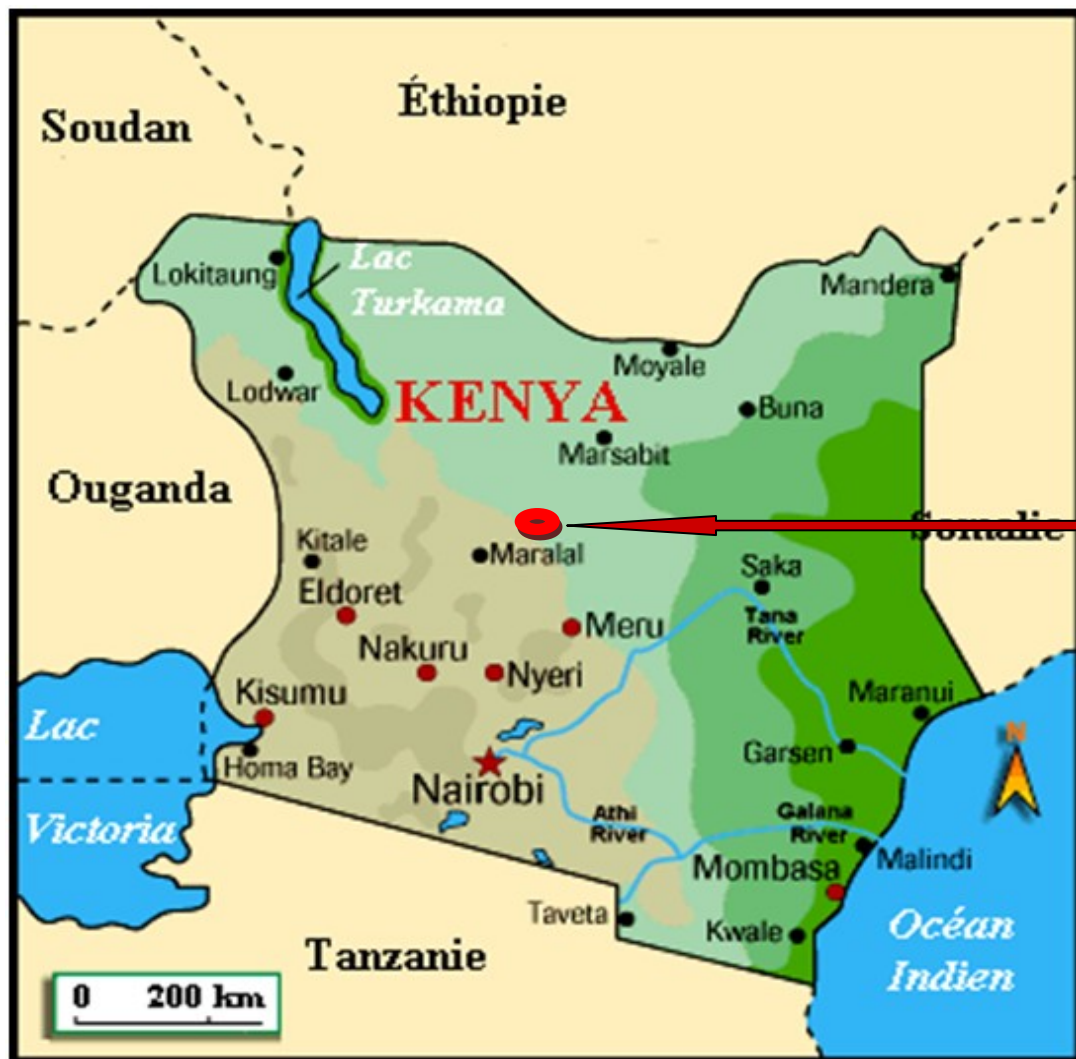 Éthiopie
Soudan
Lac
Turkama
Lokitaung
Mandera
Moyale
Lodwar
KENYA
Buna
Marsabit
Ouganda
Somalie
Kitale
Maralal
Saka
Eldoret
Tana
River
Meru
Nakuru
Nyeri
Kisumu
Maranui
Lac
Victoria
Garsen
N
Homa Bay
Nairobi
Athi
River
Galana
River
Malindi
Mombasa
Taveta
Kwale
Océan
Indien
Tanzanie
0 200 km